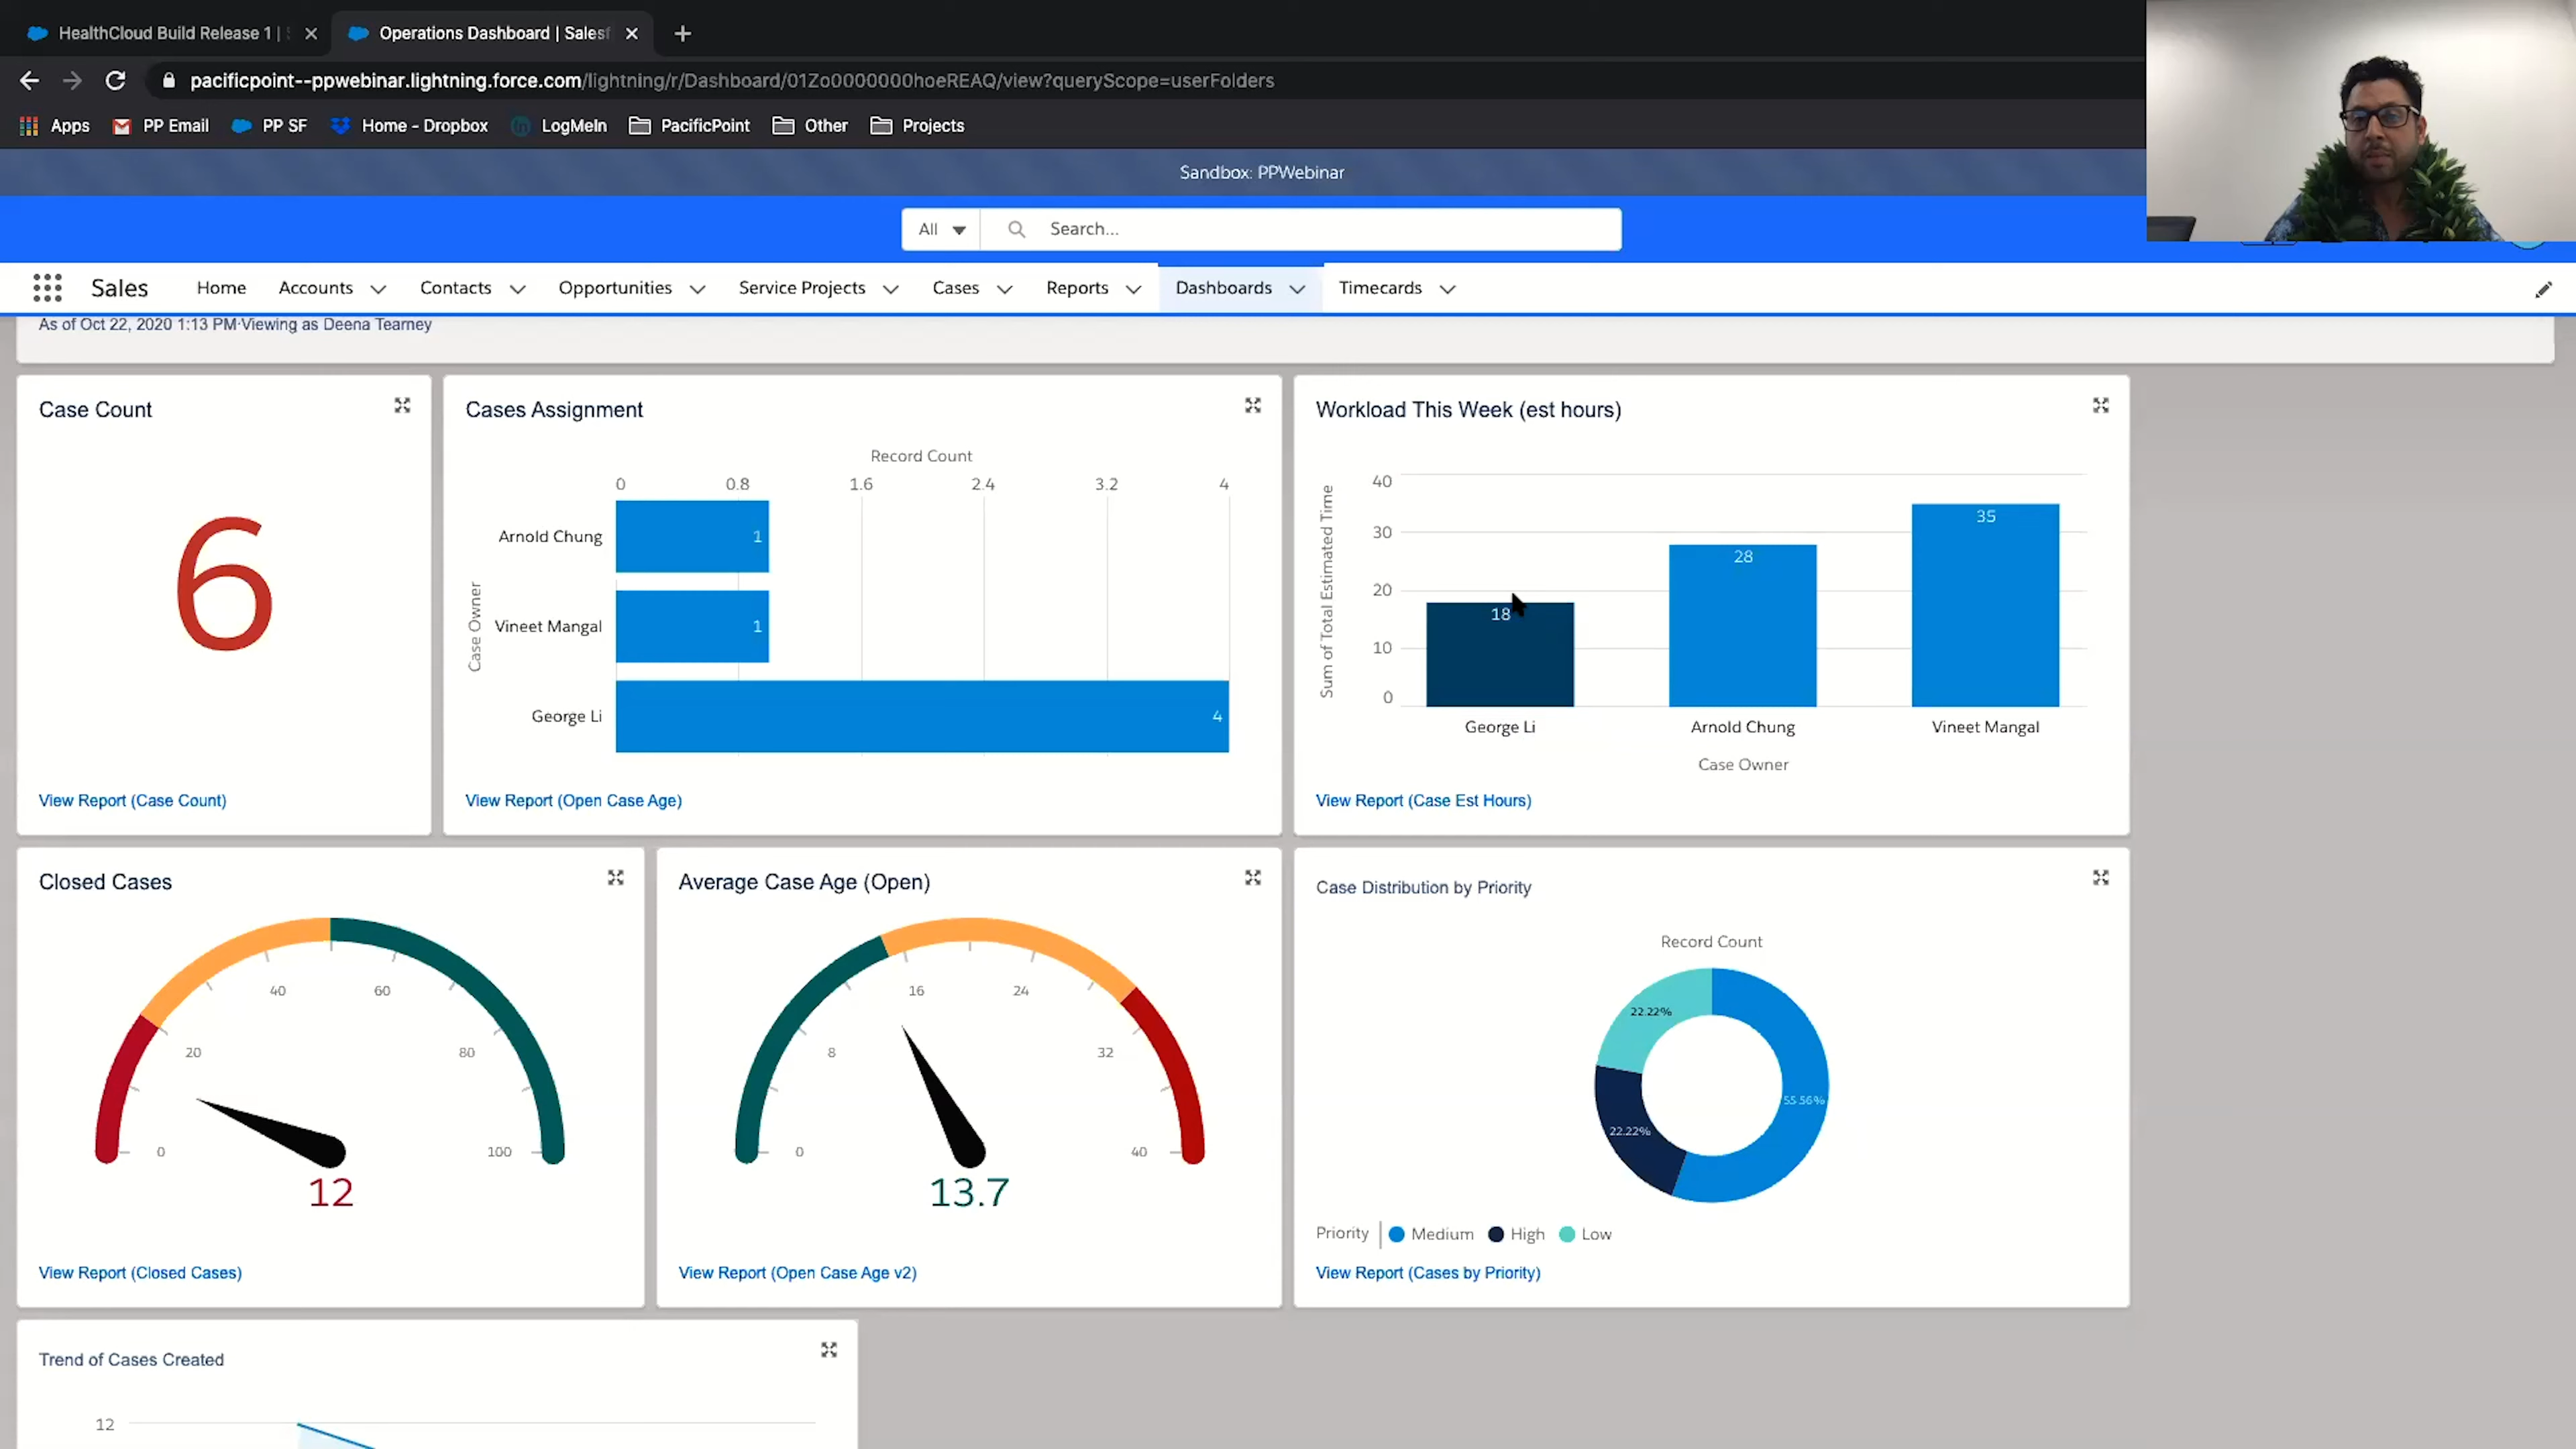 HealthCloud Build Release 1 |
Operations Dashboard | Salesf
pacificpoint--ppwebinar.lightning.force.com/lightning/r/Dashboard/01Zo0000000hoeREAQ/view?queryScope=userFolders
Apps PP Email PP SF Home - Dropbox LogMeIn PacificPoint Other Projects
Sandbox: PPWebinar
All Search...
Sales Home Accounts Contacts Opportunities Service Projects Cases Reports Dashboards Timecards
As of Oct 22, 2020 1:13 PM·Viewing as Deena Tearney
Case Count
6
View Report (Case Count)
Cases Assignment
Record Count
0 0.8 1.6 2.4 3.2 4
Case Owner
Arnold Chung 1
Vineet Mangal 1
George Li 4
View Report (Open Case Age)
Workload This Week (est hours)
Sum of Total Estimated Time
40
30
20
10
0
18 28 35
George Li Arnold Chung Vineet Mangal
Case Owner
View Report (Case Est Hours)
Closed Cases
0 20 40 60 80 100
12
View Report (Closed Cases)
Average Case Age (Open)
0 8 16 24 32 40
13.7
View Report (Open Case Age v2)
Case Distribution by Priority
Record Count
22.22%
55.56%
22.22%
Priority Medium High Low
View Report (Cases by Priority)
Trend of Cases Created
12